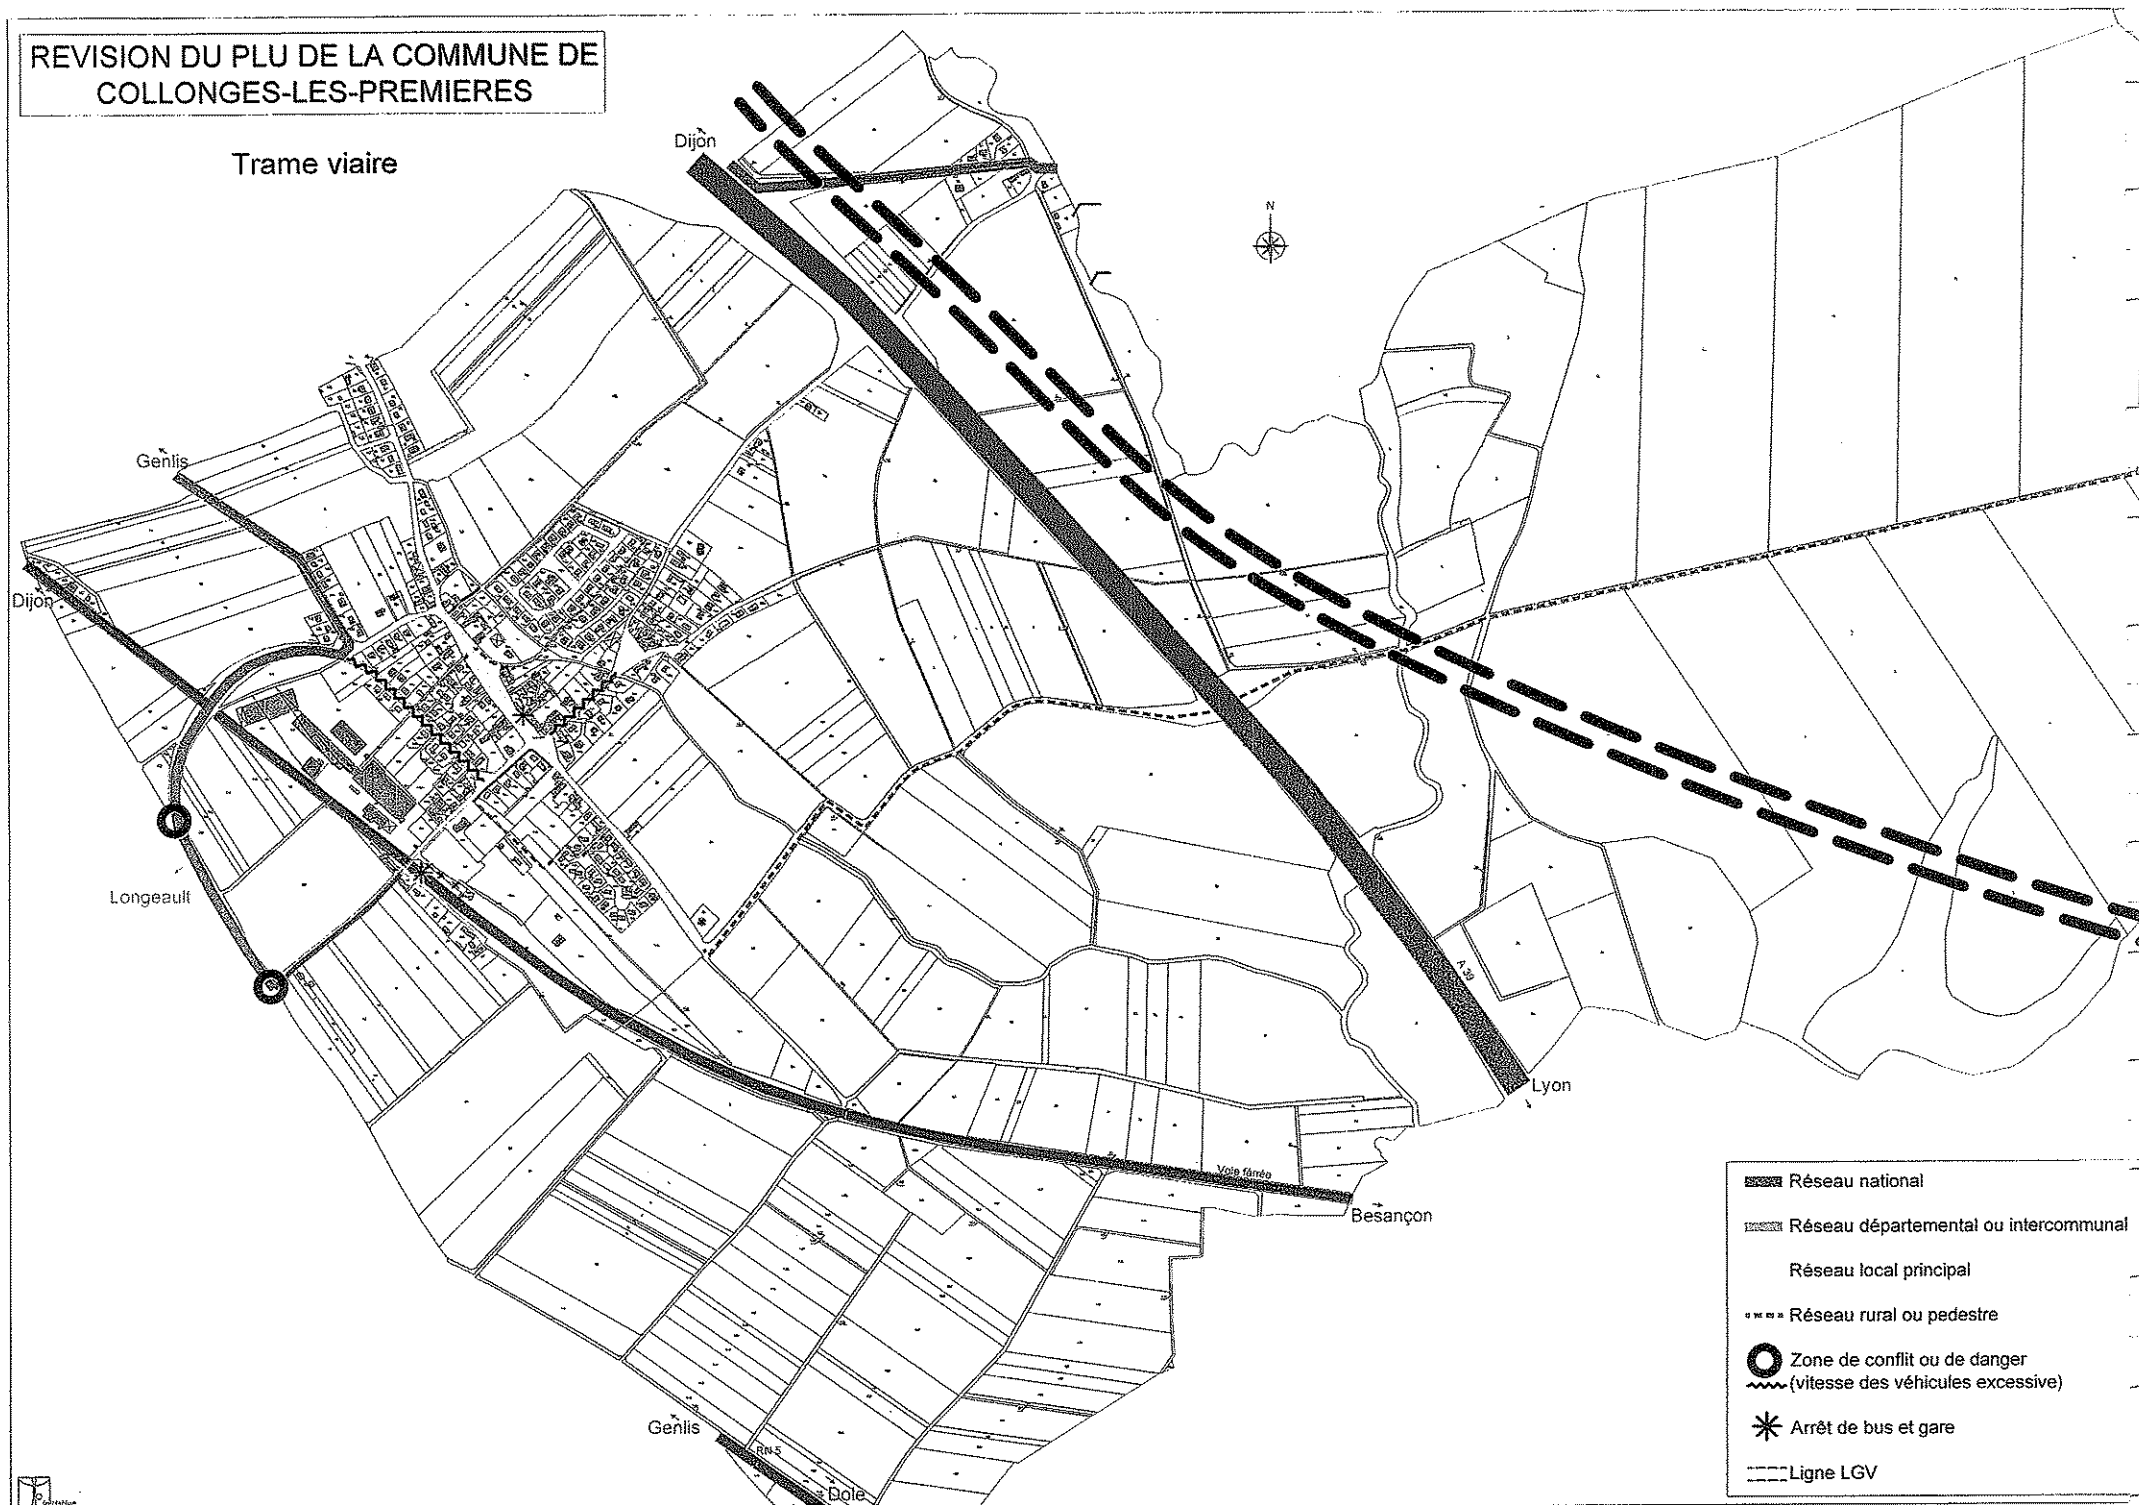 REVISION DU PLU DE LA COMMUNE DE
COLLONGES-LES-PREMIERES
Trame viaire
Dijon
N
Genlis
Dijon
Longeault
A 39
Lyon
Voie ferrée
Besançon
Genlis
RN 5
Dole
Réseau national
Réseau départemental ou intercommunal
Réseau local principal
Réseau rural ou pedestre
Zone de conflit ou de danger
(vitesse des véhicules excessive)
Arrêt de bus et gare
Ligne LGV